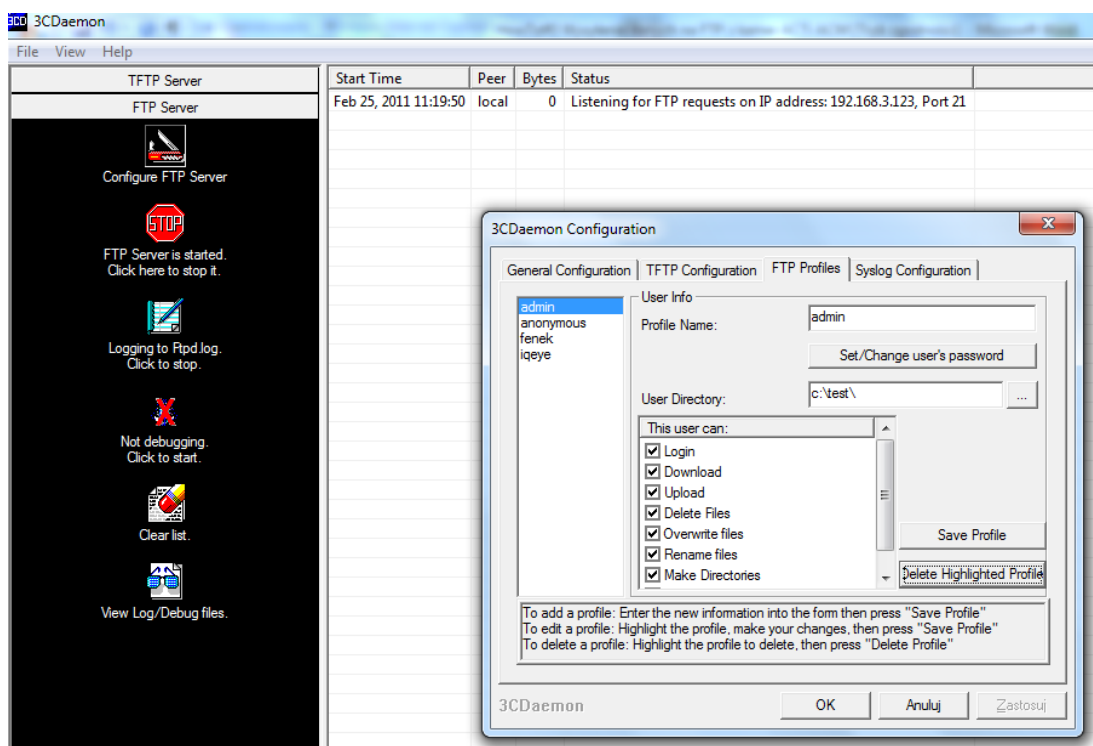 3CD 3CDaemon
File View Help
TFTP Server
FTP Server
Configure FTP Server
STOP
FTP Server is started.
Click here to stop it.
Logging to Ftpd.log.
Click to stop.
Not debugging.
Click to start.
Clear list.
View Log/Debug files.
Start Time Peer Bytes Status
Feb 25, 2011 11:19:50 local 0 Listening for FTP requests on IP address: 192.168.3.123, Port 21
3CDaemon Configuration
General Configuration TFTP Configuration FTP Profiles Syslog Configuration
admin
anonymous
fenek
iqeye
User Info
Profile Name: admin
Set/Change user's password
User Directory: c:\test\ ...
This user can:
Login
Download
Upload
Delete Files
Overwrite files
Rename files
Make Directories
Save Profile
Delete Highlighted Profile
To add a profile: Enter the new information into the form then press "Save Profile"
To edit a profile: Highlight the profile, make your changes, then press "Save Profile"
To delete a profile: Highlight the profile to delete, then press "Delete Profile"
3CDaemon
OK Anuluj Zastosuj